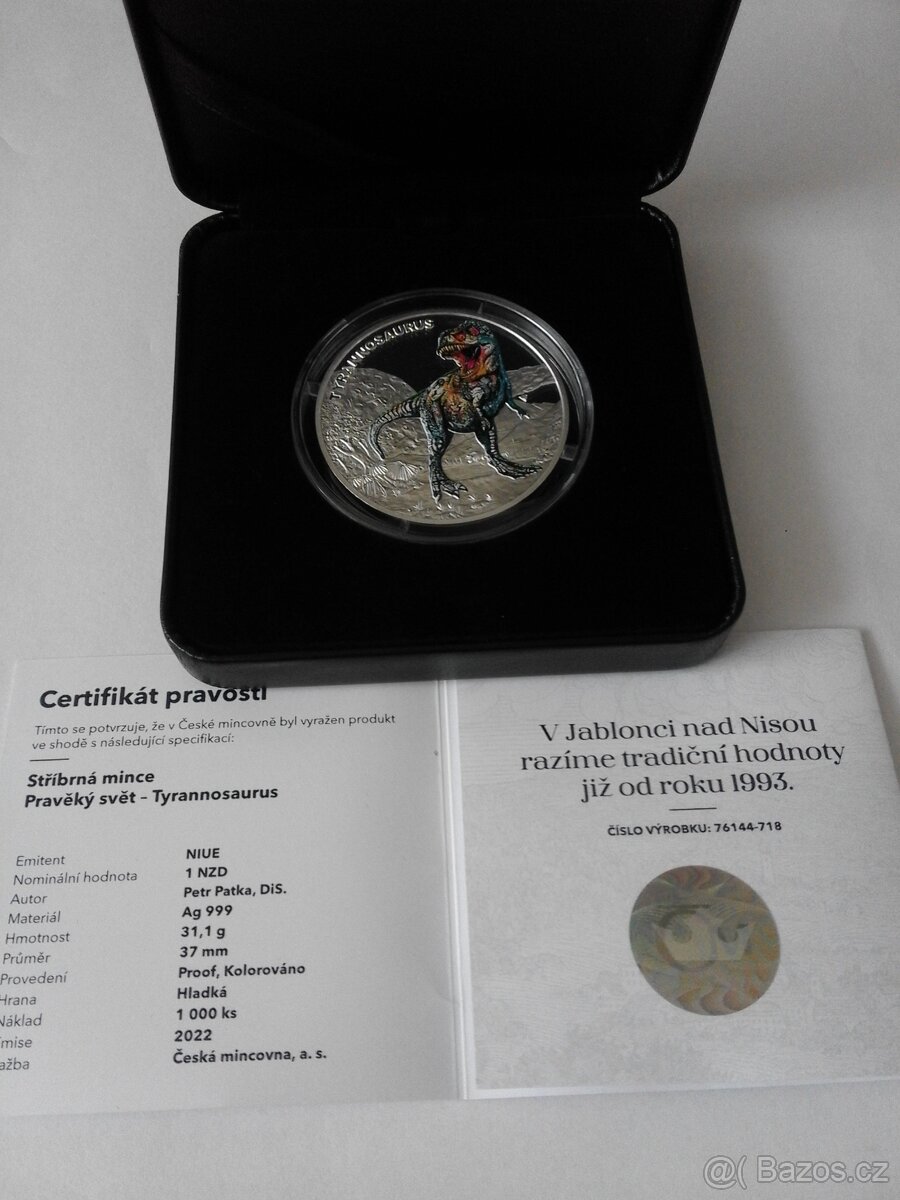 TYRANNOSAURUS
Certifikát pravosti
Tímto se potvrzuje, že v České mincovně byl vyražen produkt
ve shodě s následující specifikací:
Stříbrná mince
Pravěký svět – Tyrannosaurus
Emitent NIUE
Nominální hodnota 1 NZD
Autor Petr Patka, DiS.
Materiál Ag 999
Hmotnost 31,1 g
Průměr 37 mm
Provedení Proof, Kolorováno
Hrana Hladká
Náklad 1 000 ks
mise 2022
ažba Česká mincovna, a. s.
V Jablonci nad Nisou
razíme tradiční hodnoty
již od roku 1993.
ČÍSLO VÝROBKU: 76144-718
@( Bazos.cz